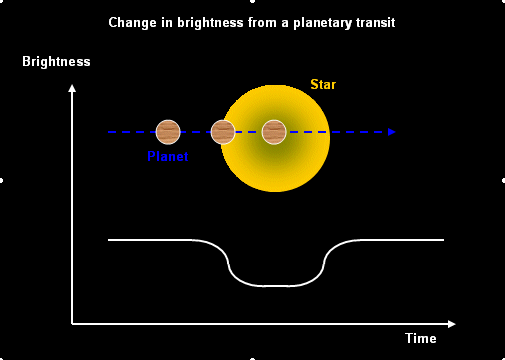 Change in brightness from a planetary transit
Brightness
Star
Planet
Time